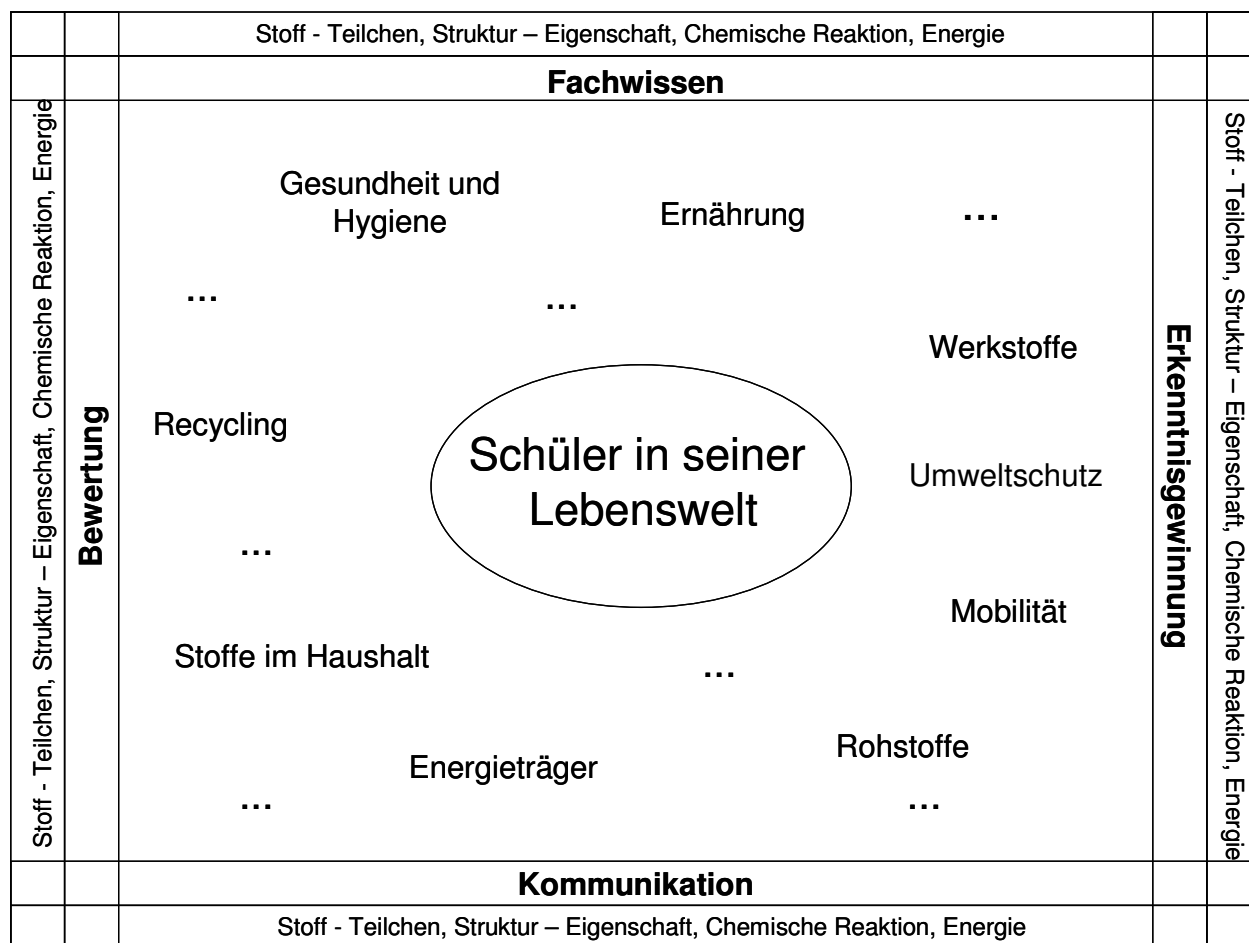 Stoff - Teilchen, Struktur – Eigenschaft, Chemische Reaktion, Energie
Fachwissen
Stoff - Teilchen, Struktur – Eigenschaft, Chemische Reaktion, Energie
Bewertung
Gesundheit und
Hygiene
Ernährung
...
...
...
Werkstoffe
Recycling
Schüler in seiner
Lebenswelt
Umweltschutz
...
Mobilität
Stoffe im Haushalt
...
Rohstoffe
Energieträger
...
...
Erkenntnisgewinnung
Stoff - Teilchen, Struktur – Eigenschaft, Chemische Reaktion, Energie
Kommunikation
Stoff - Teilchen, Struktur – Eigenschaft, Chemische Reaktion, Energie